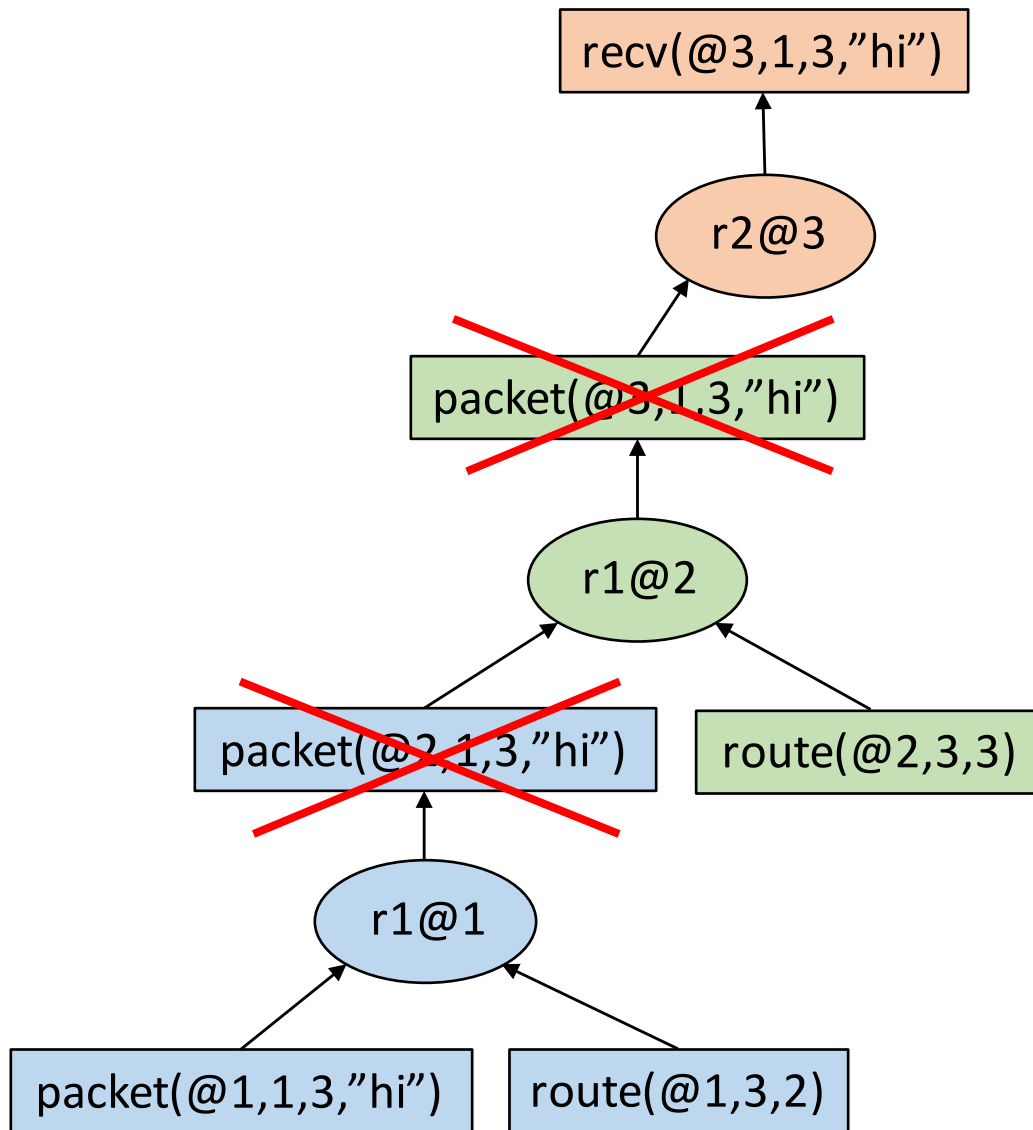 recv(@3,1,3,”hi”)
r2@3
packet(@3,1,3,”hi”)
r1@2
packet(@2,1,3,”hi”)
route(@2,3,3)
r1@1
packet(@1,1,3,”hi”)
route(@1,3,2)